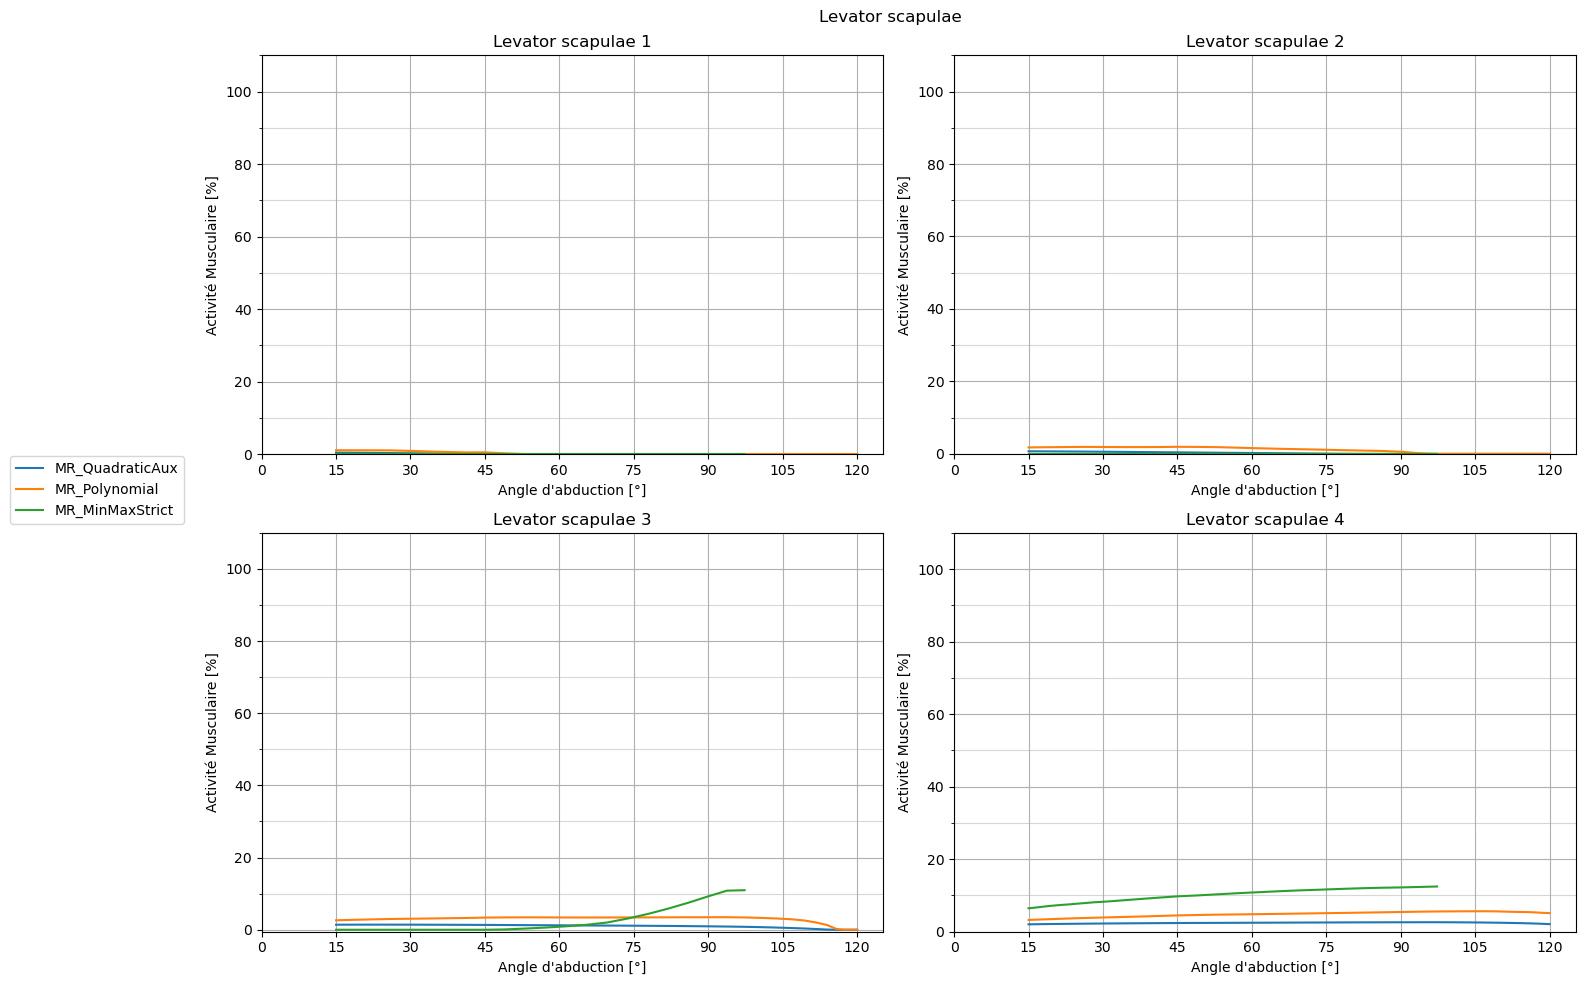 Levator scapulae
Levator scapulae 1
Levator scapulae 2
100
80
60
40
20
0
Activité Musculaire [%]
0 15 30 45 60 75 90 105 120
Angle d'abduction [°]
100
80
60
40
20
0
Activité Musculaire [%]
0 15 30 45 60 75 90 105 120
Angle d'abduction [°]
MR_QuadraticAux
MR_Polynomial
MR_MinMaxStrict
Levator scapulae 3
Levator scapulae 4
100
80
60
40
20
0
Activité Musculaire [%]
0 15 30 45 60 75 90 105 120
Angle d'abduction [°]
100
80
60
40
20
0
Activité Musculaire [%]
0 15 30 45 60 75 90 105 120
Angle d'abduction [°]